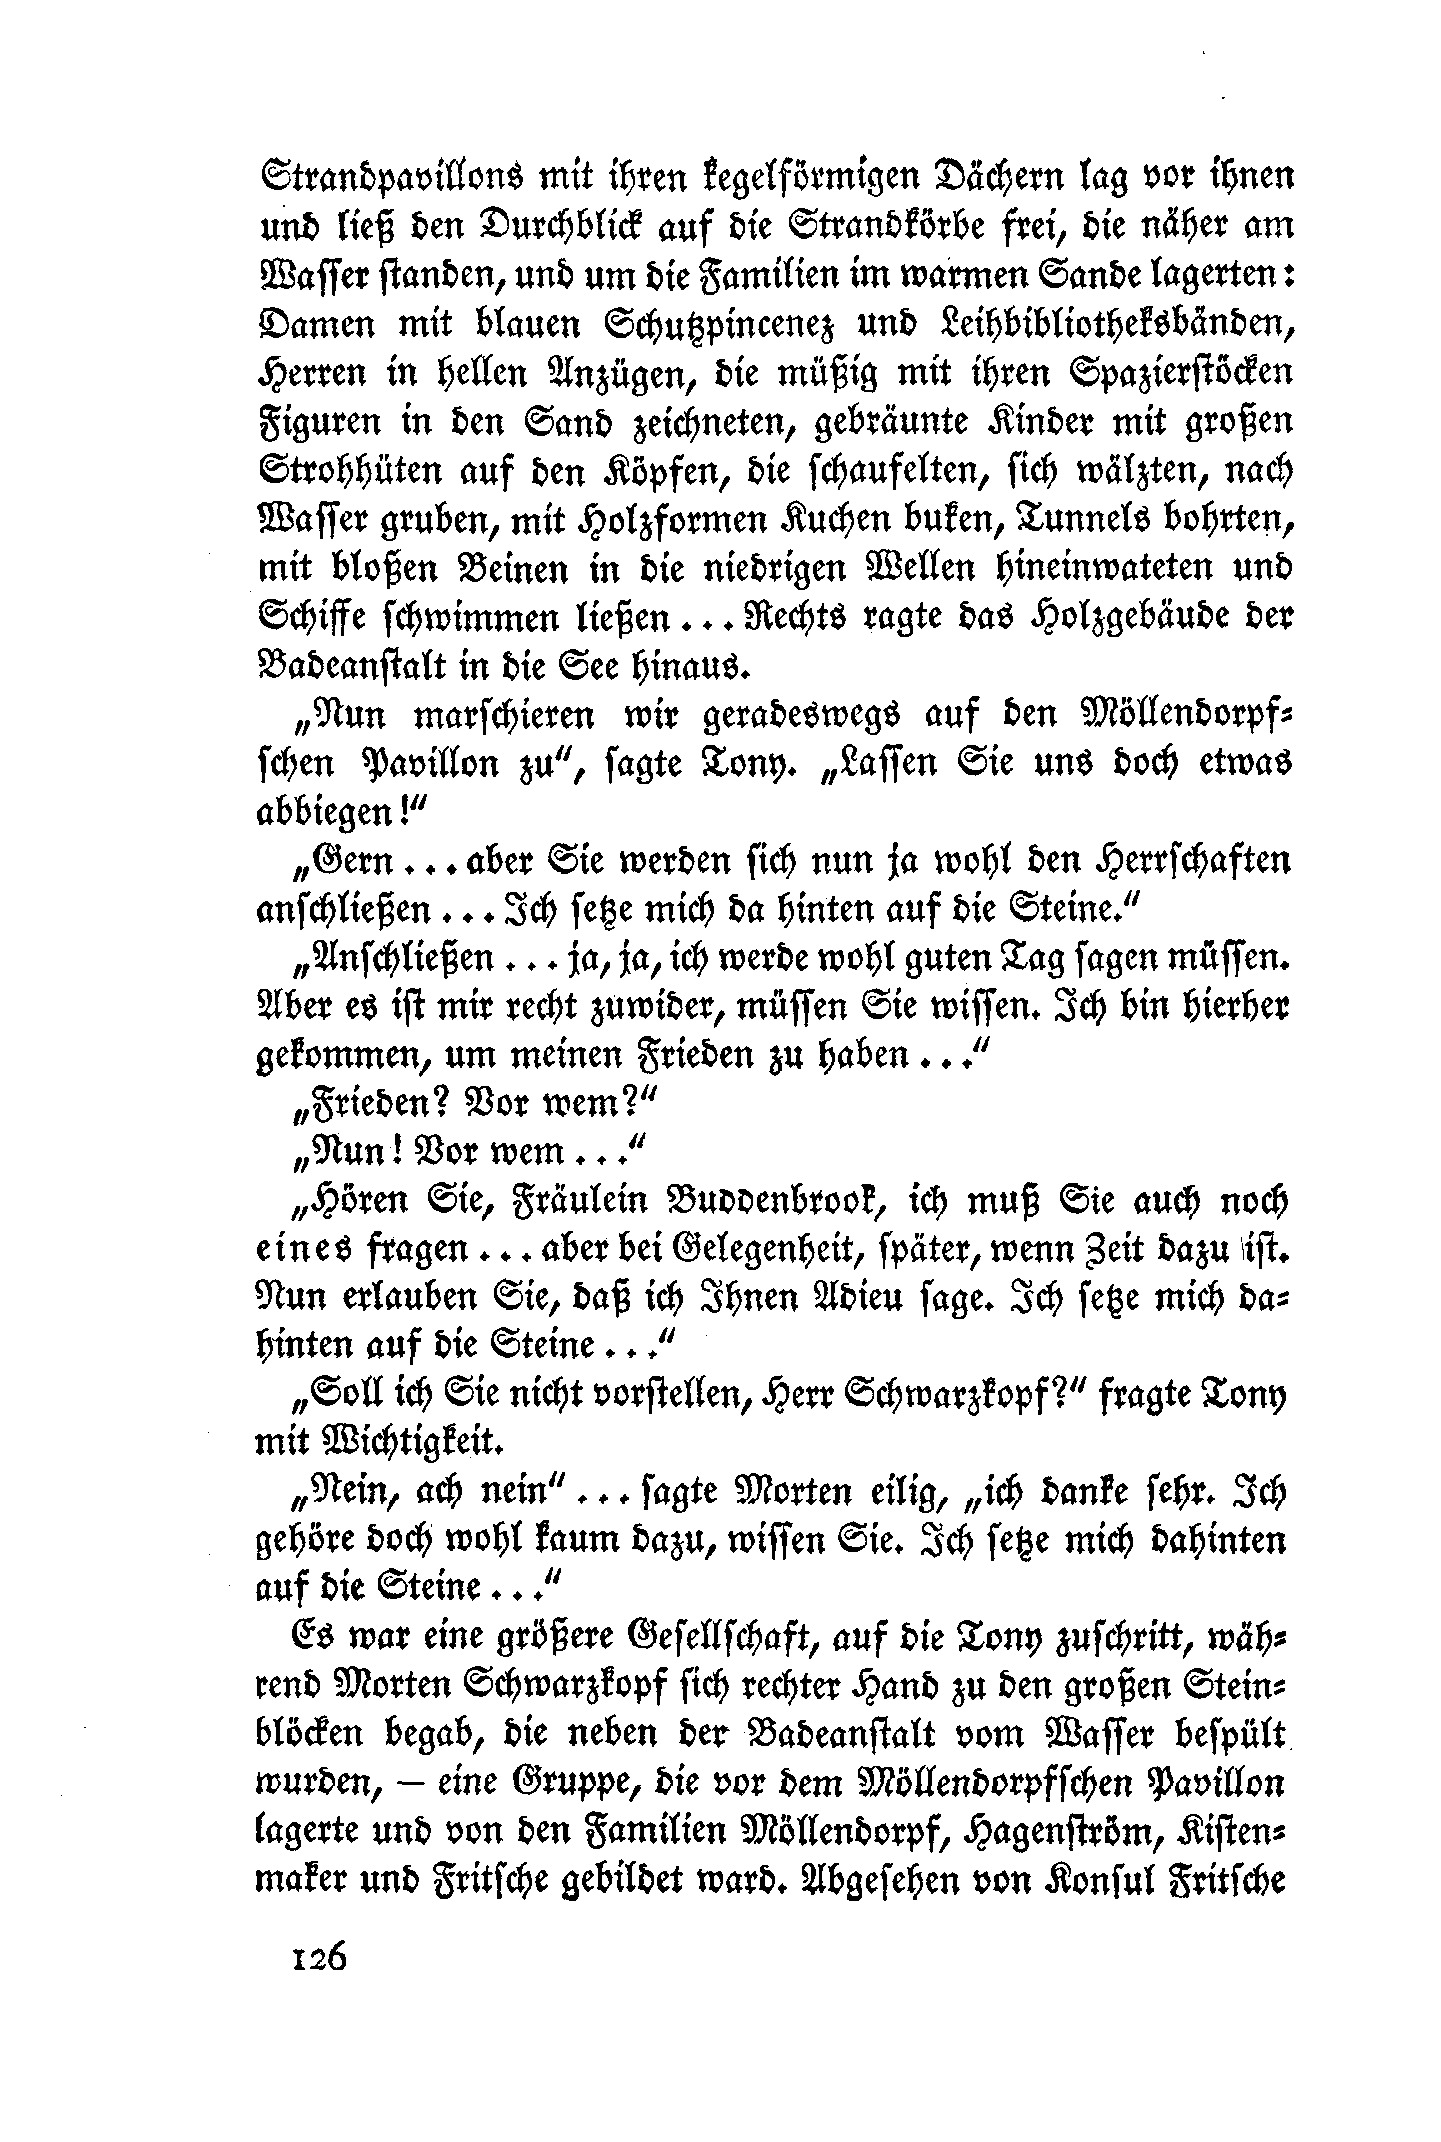 Strandpavillons mit ihren kegelförmigen Dächern lag vor ihnen
und ließ den Durchblick auf die Strandkörbe frei, die näher am
Wasser standen, und um die Familien im warmen Sande lagerten:
Damen mit blauen Schutzpincenez und Leihbibliotheksbänden,
Herren in hellen Anzügen, die müßig mit ihren Spazierstöcken
Figuren in den Sand zeichneten, gebräunte Kinder mit großen
Strohhüten auf den Köpfen, die schaufelten, sich wälzten, nach
Wasser gruben, mit Holzformen Kuchen buken, Tunnels bohrten,
mit bloßen Beinen in die niedrigen Wellen hineinwateten und
Schiffe schwimmen ließen ... Rechts ragte das Holzgebäude der
Badeanstalt in die See hinaus.
„Nun marschieren wir geradeswegs auf den Möllendorpf-
schen Pavillon zu“, sagte Tony. „Lassen Sie uns doch etwas
abbiegen!“
„Gern ... aber Sie werden sich nun ja wohl den Herrschaften
anschließen ... Ich setze mich da hinten auf die Steine.“
„Anschließen ... ja, ja, ich werde wohl guten Tag sagen müssen.
Aber es ist mir recht zuwider, müssen Sie wissen. Ich bin hierher
gekommen, um meinen Frieden zu haben ...“
„Frieden? Vor wem?“
„Nun! Vor wem ...“
„Hören Sie, Fräulein Buddenbrook, ich muß Sie auch noch
eines fragen ... aber bei Gelegenheit, später, wenn Zeit dazu ist.
Nun erlauben Sie, daß ich Ihnen Adieu sage. Ich setze mich da-
hinten auf die Steine ...“
„Soll ich Sie nicht vorstellen, Herr Schwarzkopf?“ fragte Tony
mit Wichtigkeit.
„Nein, ach nein“ ... sagte Morten eilig, „ich danke sehr. Ich
gehöre doch wohl kaum dazu, wissen Sie. Ich setze mich dahinten
auf die Steine ...“
Es war eine größere Gesellschaft, auf die Tony zuschritt, wäh-
rend Morten Schwarzkopf sich rechter Hand zu den großen Stein-
blöcken begab, die neben der Badeanstalt vom Wasser bespült
wurden, — eine Gruppe, die vor dem Möllendorpfschen Pavillon
lagerte und von den Familien Möllendorpf, Hagenström, Kisten-
maker und Fritsche gebildet ward. Abgesehen von Konsul Fritsche
126